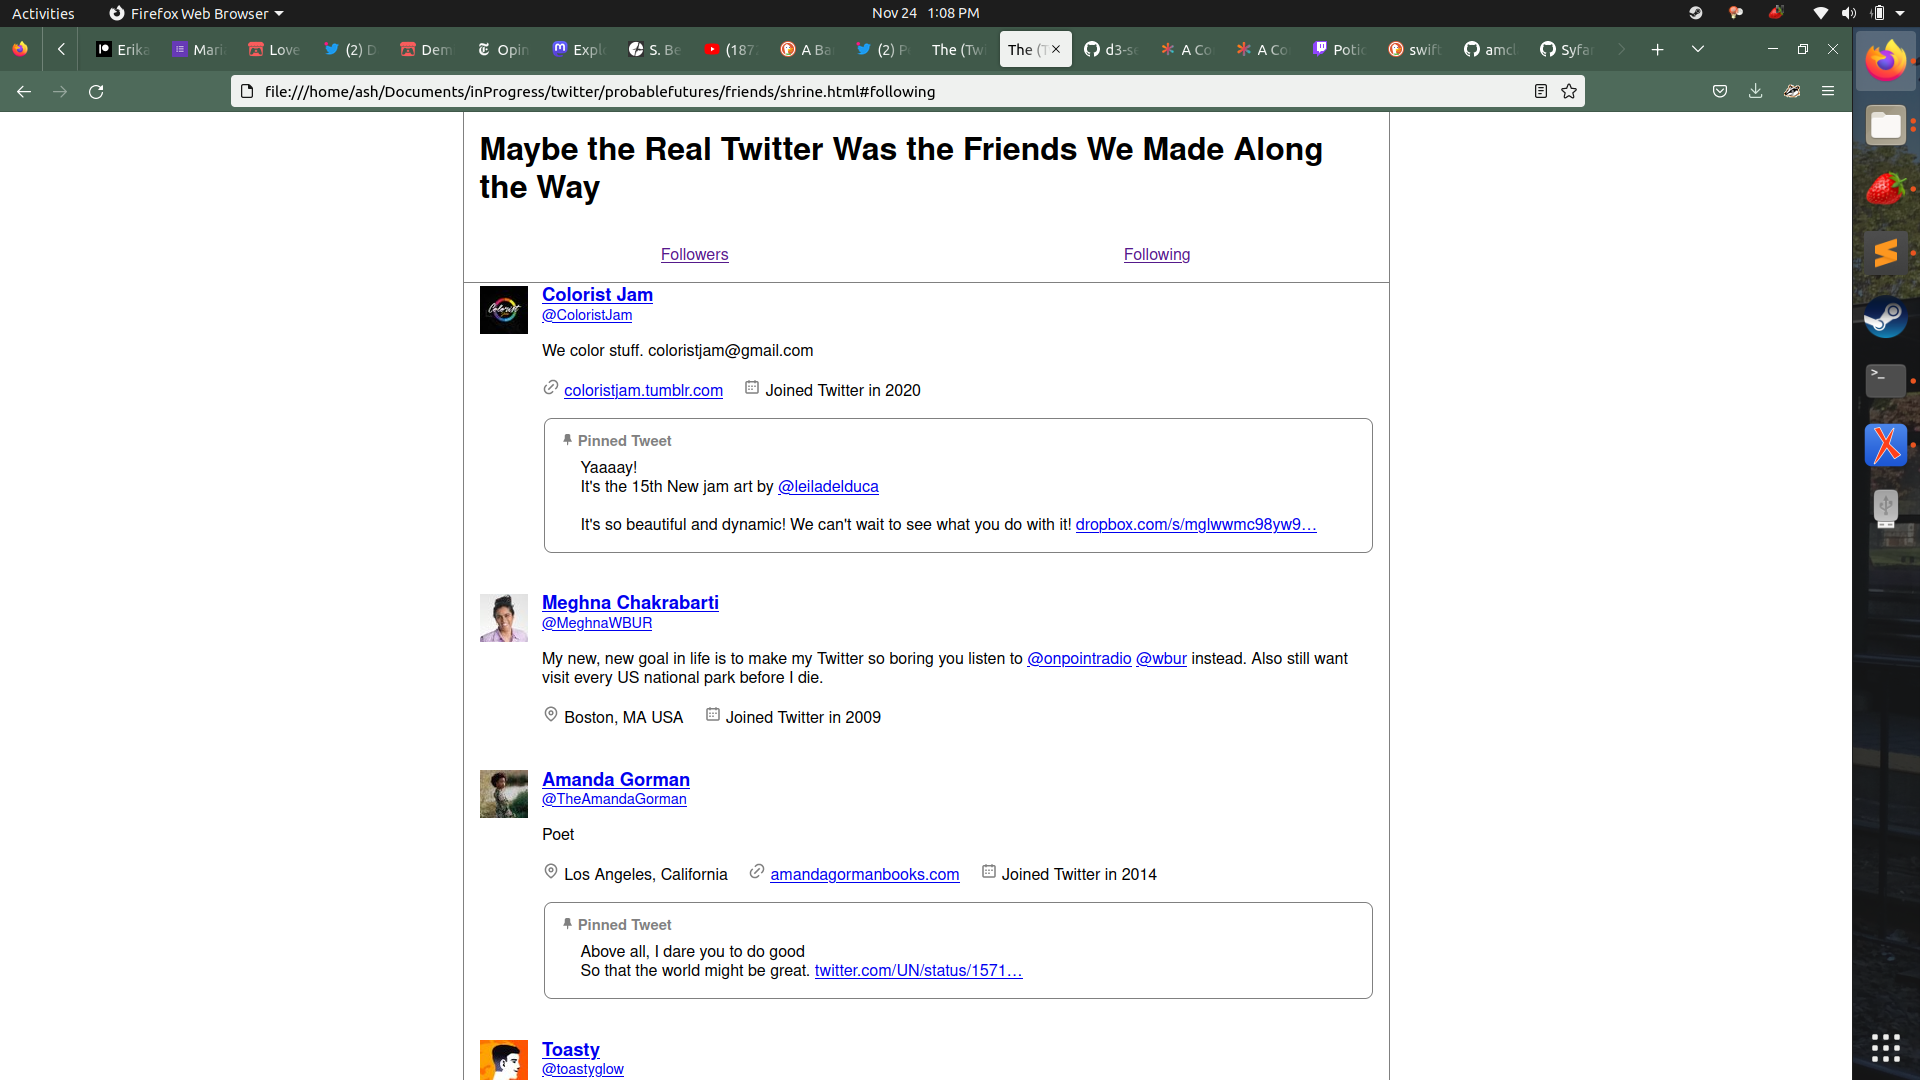 Activities
Firefox Web Browser
Nov 24 1:08 PM
Erika
Maria
Love
(2) D
Dem
Opin
Explo
S. Be
(187
A Ba
(2) P
The (Twi
The (T
d3-se
A Co
A Co
Potio
swift
amcl
Syfar
file:///home/ash/Documents/inProgress/twitter/probablefutures/friends/shrine.html#following
Maybe the Real Twitter Was the Friends We Made Along
the Way
Followers
Following
Colorist Jam
@ColoristJam
We color stuff. coloristjam@gmail.com
coloristjam.tumblr.com
Joined Twitter in 2020
Pinned Tweet
Yaaaay!
It's the 15th New jam art by @leiladelduca
It's so beautiful and dynamic! We can't wait to see what you do with it! dropbox.com/s/mglwwmc98yw9…
Meghna Chakrabarti
@MeghnaWBUR
My new, new goal in life is to make my Twitter so boring you listen to @onpointradio @wbur instead. Also still want
visit every US national park before I die.
Boston, MA USA
Joined Twitter in 2009
Amanda Gorman
@TheAmandaGorman
Poet
Los Angeles, California
amandagormanbooks.com
Joined Twitter in 2014
Pinned Tweet
Above all, I dare you to do good
So that the world might be great. twitter.com/UN/status/1571…
Toasty
@toastyglow